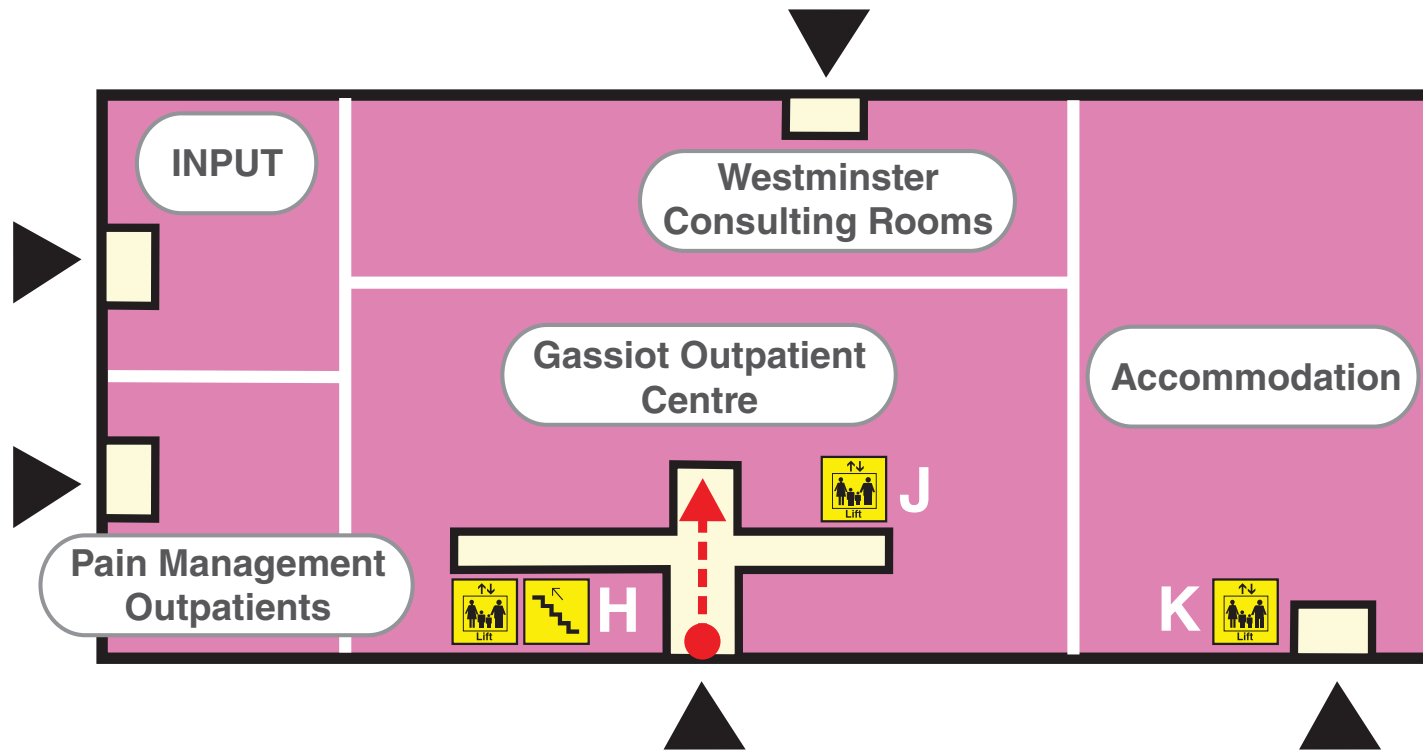 INPUT
Westminster
Consulting Rooms
Gassiot Outpatient
Centre
Accommodation
Lift
J
Pain Management
Outpatients
Lift
H
K
Lift